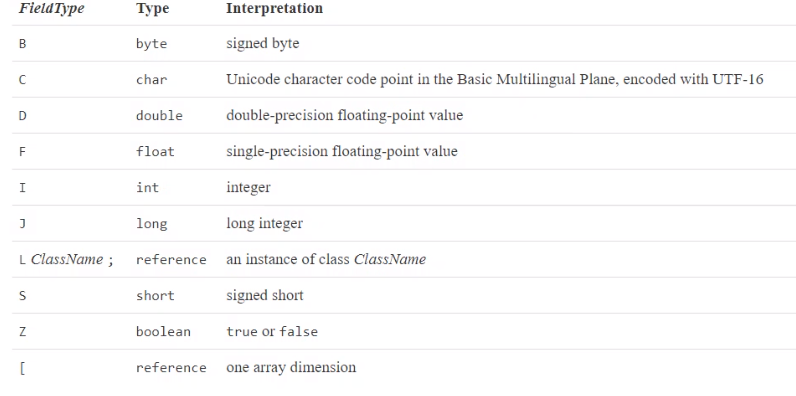 FieldType Type Interpretation
B byte signed byte
C char Unicode character code point in the Basic Multilingual Plane, encoded with UTF-16
D double double-precision floating-point value
F float single-precision floating-point value
I int integer
J long long integer
L ClassName ; reference an instance of class ClassName
S short signed short
Z boolean true or false
[ reference one array dimension